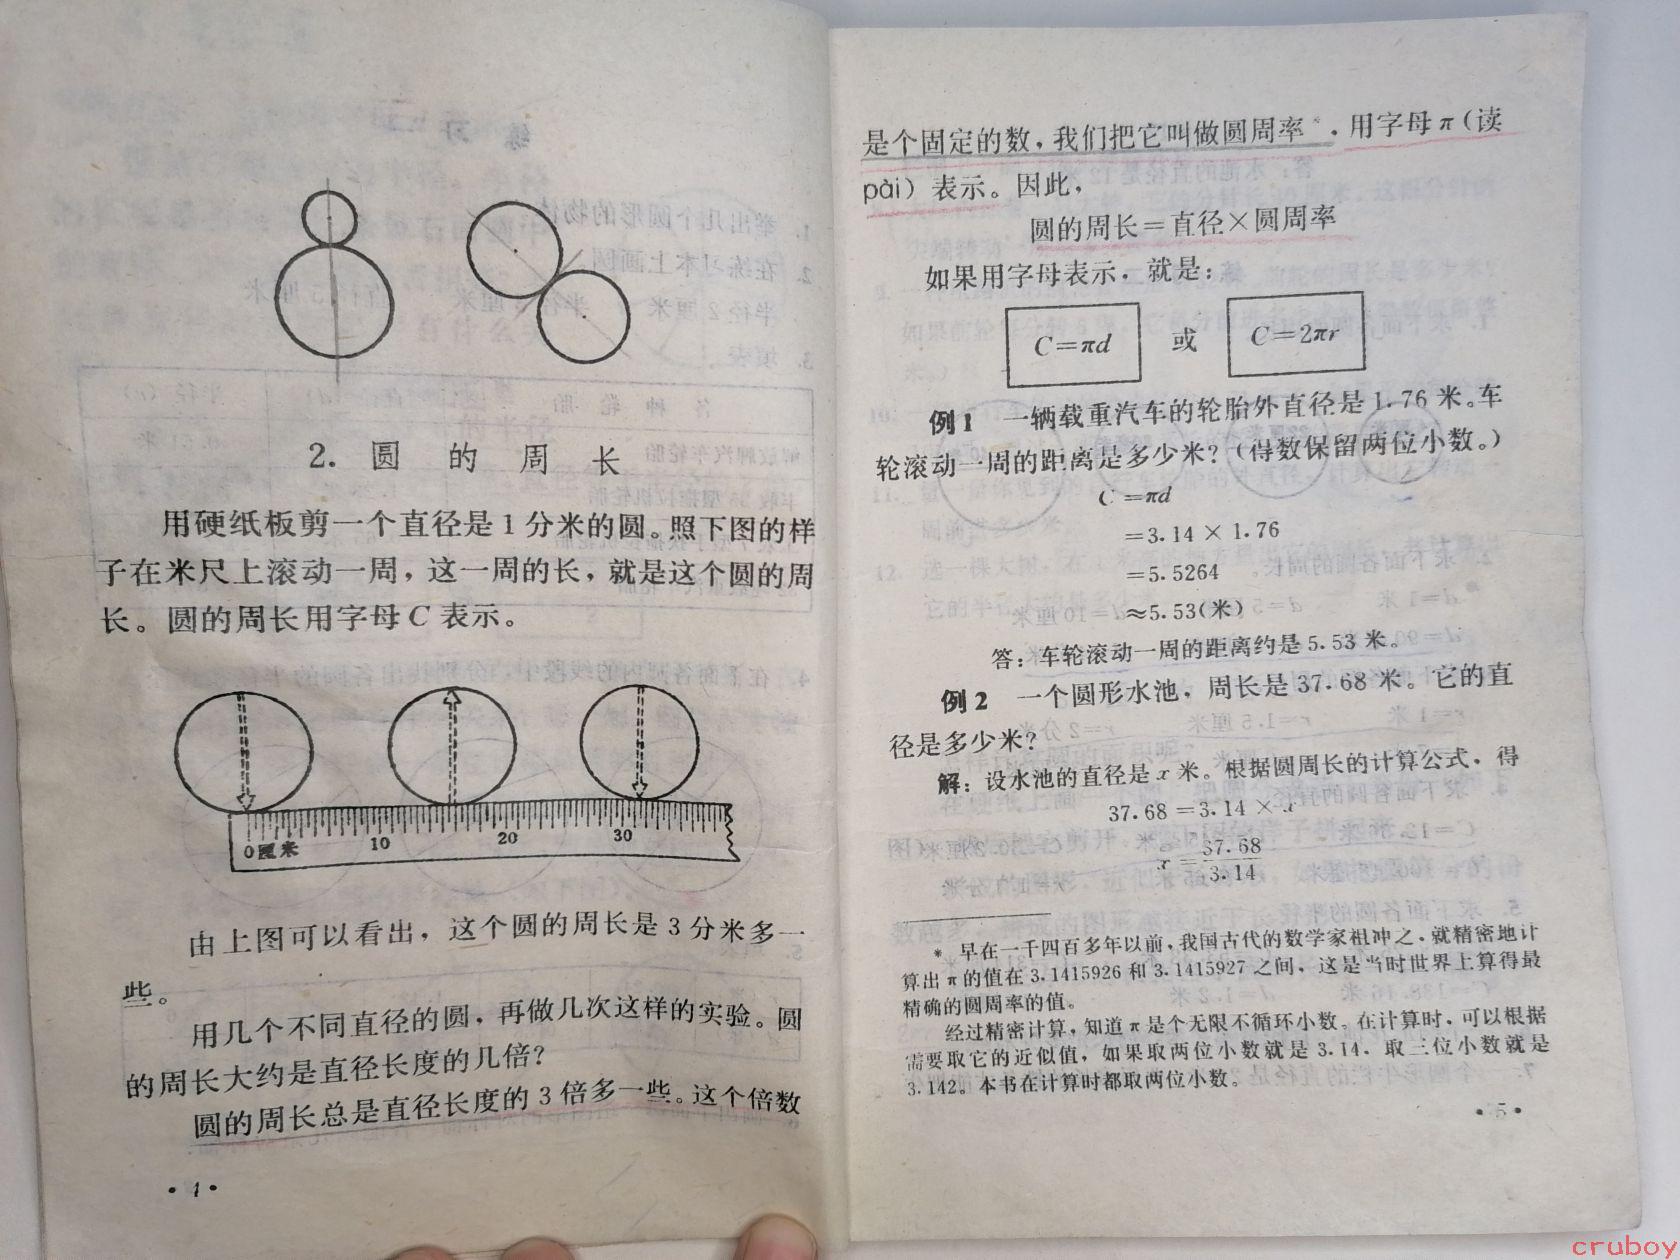 2. 圆的周长
用硬纸板剪一个直径是1分米的圆。照下图的样
子在米尺上滚动一周，这一周的长，就是这个圆的周
长。圆的周长用字母C表示。
0厘米 10 20 30
由上图可以看出，这个圆的周长是3分米多一
些。
用几个不同直径的圆，再做几次这样的实验。圆
的周长大约是直径长度的几倍？
圆的周长总是直径长度的3倍多一些。这个倍数
·4·
是个固定的数，我们把它叫做圆周率*．用字母π（读
pài）表示。因此，
圆的周长＝直径×圆周率
如果用字母表示，就是：
C=πd 或 C=2πr
例1 一辆载重汽车的轮胎外直径是1.76米。车
轮滚动一周的距离是多少米？（得数保留两位小数。）
C=πd
=3.14×1.76
=5.5264
≈5.53(米)
答：车轮滚动一周的距离约是5.53米。
例2 一个圆形水池，周长是37.68米。它的直
径是多少米？
解：设水池的直径是x米。根据圆周长的计算公式，得
37.68=3.14×x
x=37.68/3.14
* 早在一千四百多年以前，我国古代的数学家祖冲之，就精密地计
算出π的值在3.1415926和3.1415927之间，这是当时世界上算得最
精确的圆周率的值。
经过精密计算，知道π是个无限不循环小数。在计算时，可以根据
需要取它的近似值，如果取两位小数就是3.14．取三位小数就是
3.142。本书在计算时都取两位小数。
·5·
cruboy